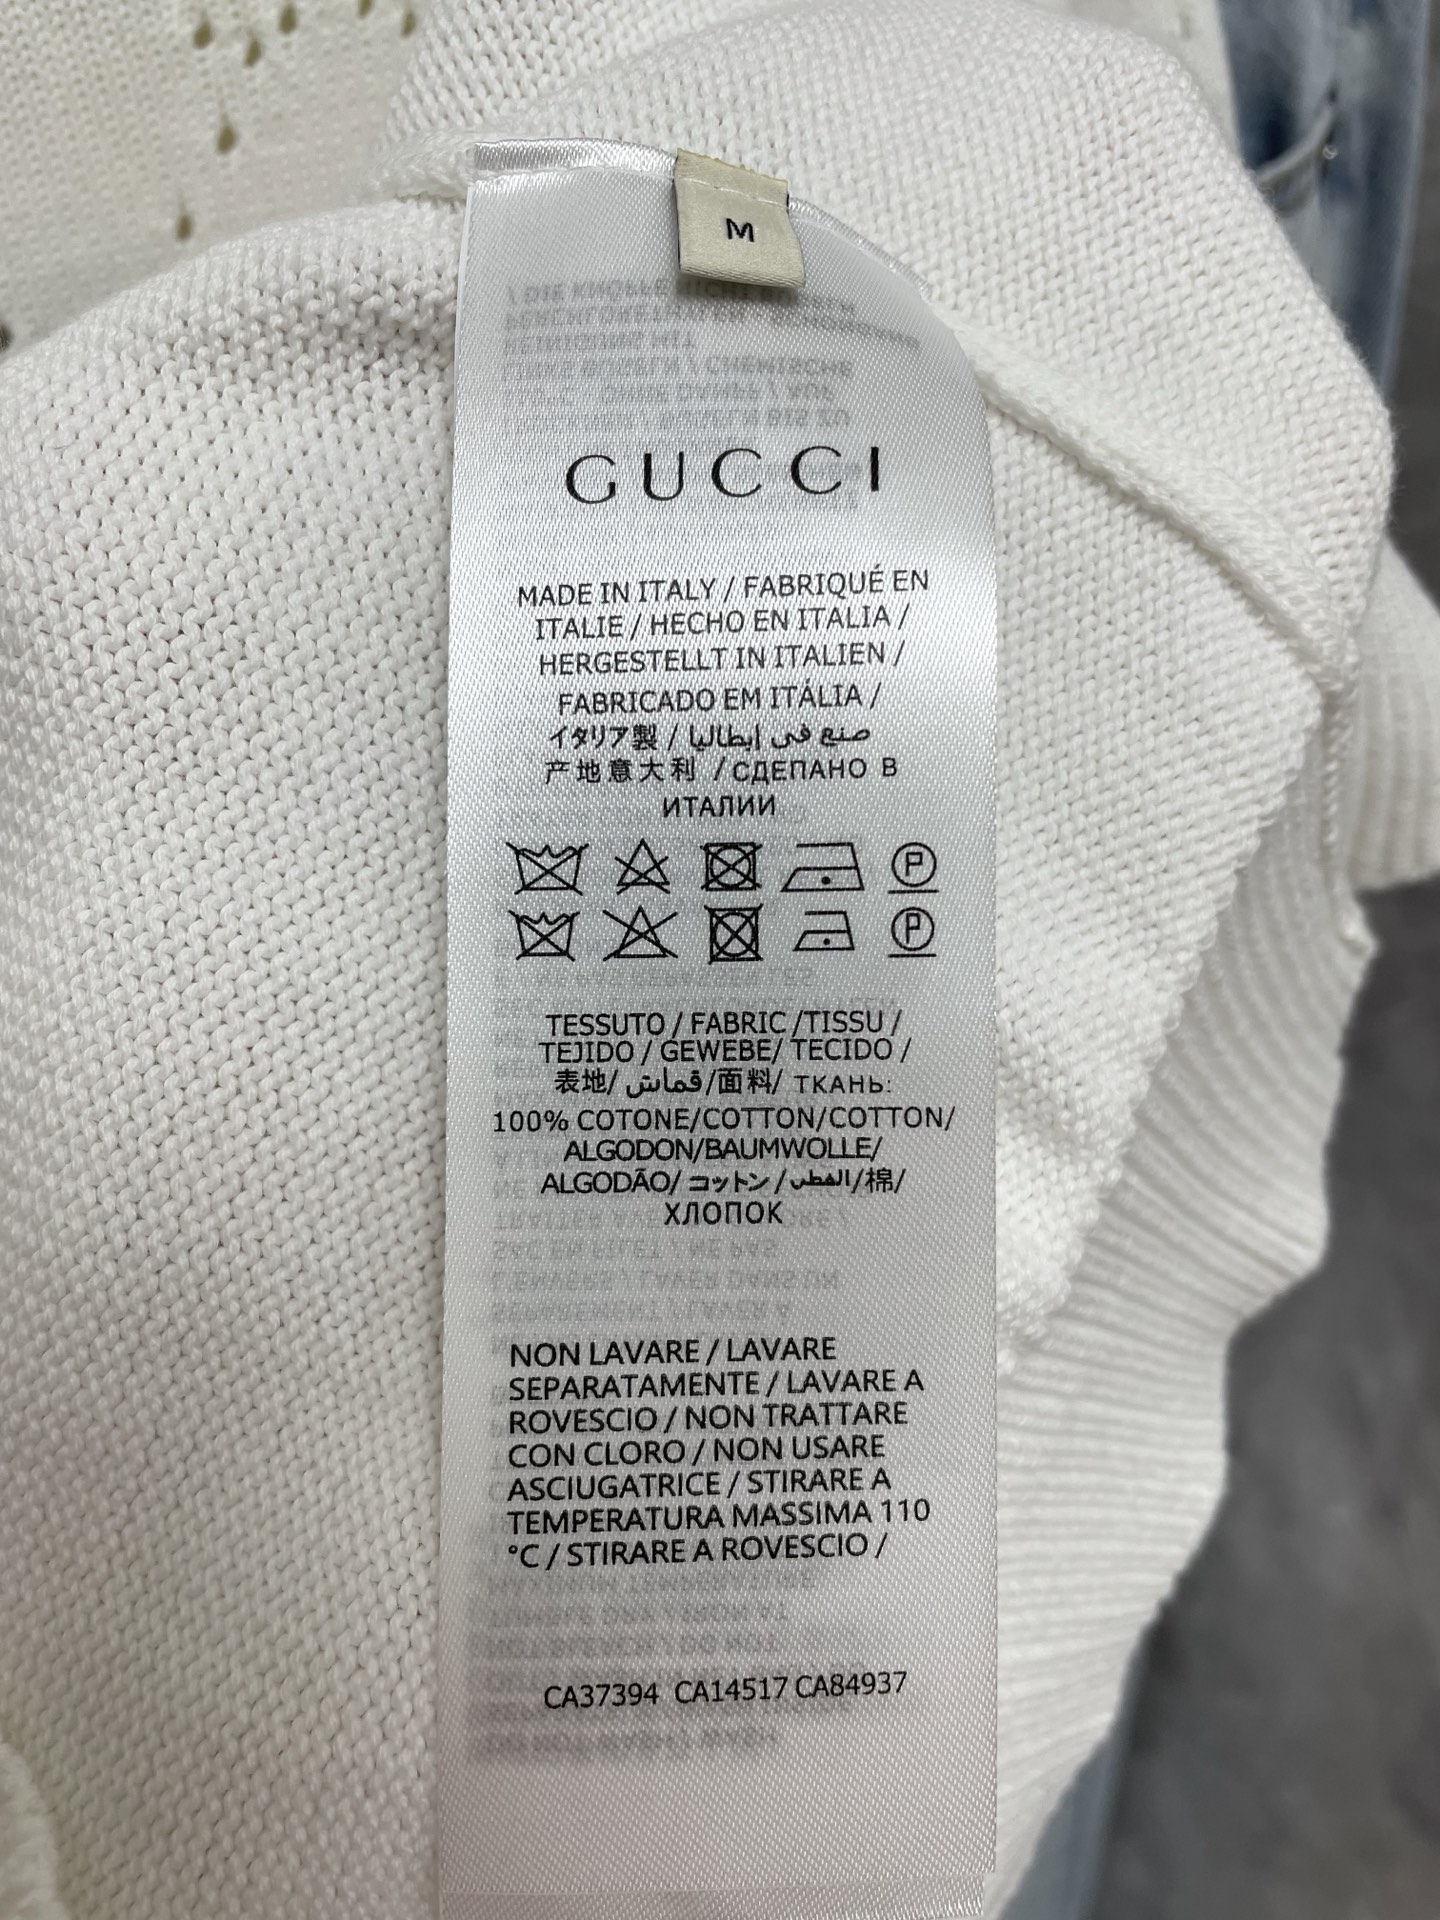 M
GUCCI
MADE IN ITALY / FABRIQUÉ EN
ITALIE / HECHO EN ITALIA /
HERGESTELLT IN ITALIEN /
FABRICADO EM ITÁLIA /
イタリア製 / صنع في إيطاليا
产地意大利 / СДЕПАНО В
ИТАЛИИ
P
P
TESSUTO / FABRIC /TISSU /
TEJIDO / GEWEBE/ TECIDO /
表地/ قماش /面料/ ТКАНЬ:
100% COTONE/COTTON/COTTON/
ALGODON/BAUMWOLLE/
ALGODÃO/ コットン / القطن /棉/
ХЛОПОК
NON LAVARE / LAVARE
SEPARATAMENTE / LAVARE A
ROVESCIO / NON TRATTARE
CON CLORO / NON USARE
ASCIUGATRICE / STIRARE A
TEMPERATURA MASSIMA 110
°C / STIRARE A ROVESCIO /
CA37394 CA14517 CA84937